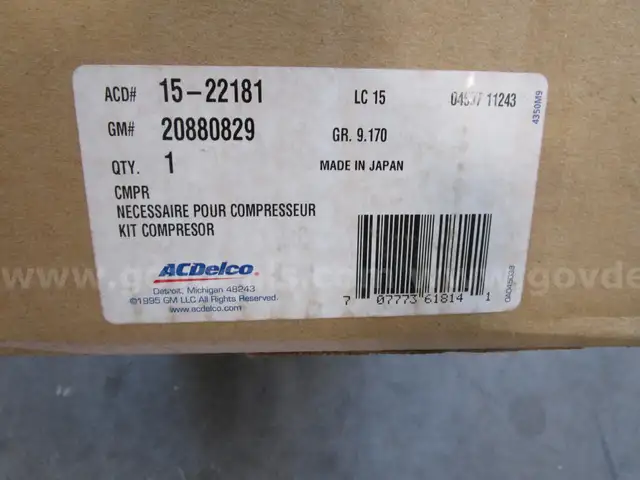 ACD# 15-22181 LC 15 11243
GM# 20880829 GR. 9.170
QTY. 1 MADE IN JAPAN
CMPR
NECESSAIRE POUR COMPRESSEUR
KIT COMPRESOR
ACDelco
Detroit, Michigan 48243
©1995 GM LLC All Rights Reserved.
www.acdelco.com
7 07773 61814 1
4350M9